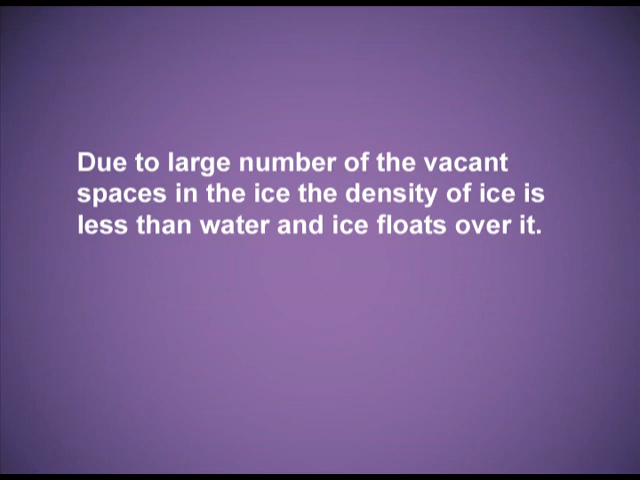 Due to large number of the vacant
spaces in the ice the density of ice is
less than water and ice floats over it.